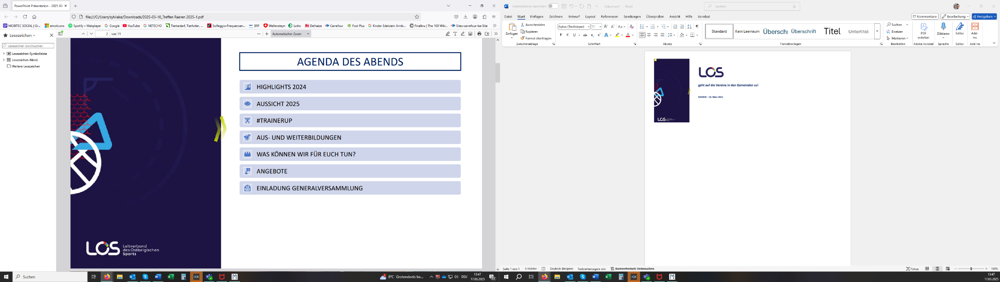 PowerPoint-Präsentation - 2025-03
file:///C:/Users/sylviake/Downloads/2025-03-10_Treffen Raeren 2025-1.pdf
MOBITEC SOCIAL | Gr... emoticons Spotify – Webplayer Google YouTube NETECHO Tierbedarf, Tierfutter, ... Solfeggio-Frequenzen... BRF Wellensteyn Lotto Delhaize Carrefour Fost Plus Kinder Edelstein Armb... Finalkru | The 100 Wiki... Sites-carrefour-be-Site
Lesezeichen
2 von 11
Automatischer Zoom
Lesezeichen durchsuchen
Lesezeichen-Symbolleiste
Lesezeichen-Menü
Weitere Lesezeichen
AGENDA DES ABENDS
HIGHLIGHTS 2024
AUSSICHT 2025
#TRAINERUP
AUS- UND WEITERBILDUNGEN
WAS KÖNNEN WIR FÜR EUCH TUN?
ANGEBOTE
EINLADUNG GENERALVERSAMMLUNG
LOS
Leitverband
des Ostbelgischen
Sports
Suchen
8°C Grotendeels be...
DEU
13:47
17.03.2025
22
Automatisches Speichern
Dokument1 - Word
Suchen
Datei Start Einfügen Zeichnen Entwurf Layout Referenzen Sendungen Überprüfen Ansicht Hilfe Acrobat
Kommentare Bearbeitung Freigeben
Einfügen
Ausschneiden
Kopieren
Format übertragen
Zwischenablage
Aptos (Textkörper) 11
F K U ab
Schriftart
Absatz
Standard Kein Leerraum Überschri Überschrift Titel Untertitel
Formatvorlagen
Suchen
Ersetzen
Markieren
Bearbeiten
PDF
erstellen
Adobe Acrobat
Diktieren
Sprache
Editor
Editor
Add-
Ins
Add-Ins
LOS
geht auf die Vereine in den Gemeinden zu!
RAEREN – 10. März 2025
LOS
Seite 1 von 1 0 Wörter Deutsch (Belgien) Textvorhersagen: ein Barrierefreiheit: Untersuchen
Fokus
100%
13:47
17.03.2025